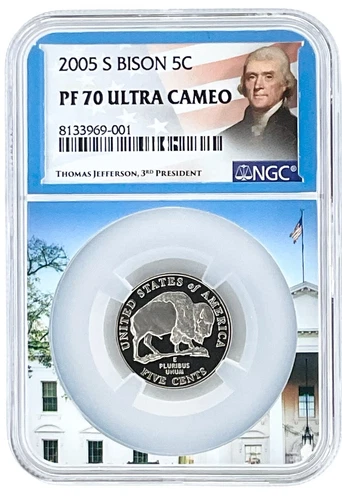 2005 S BISON 5C
PF 70 ULTRA CAMEO
8133969-001
THOMAS JEFFERSON, 3RD PRESIDENT
NGC®
UNITED STATES of AMERICA
E
PLURIBUS
UNUM
FIVE CENTS